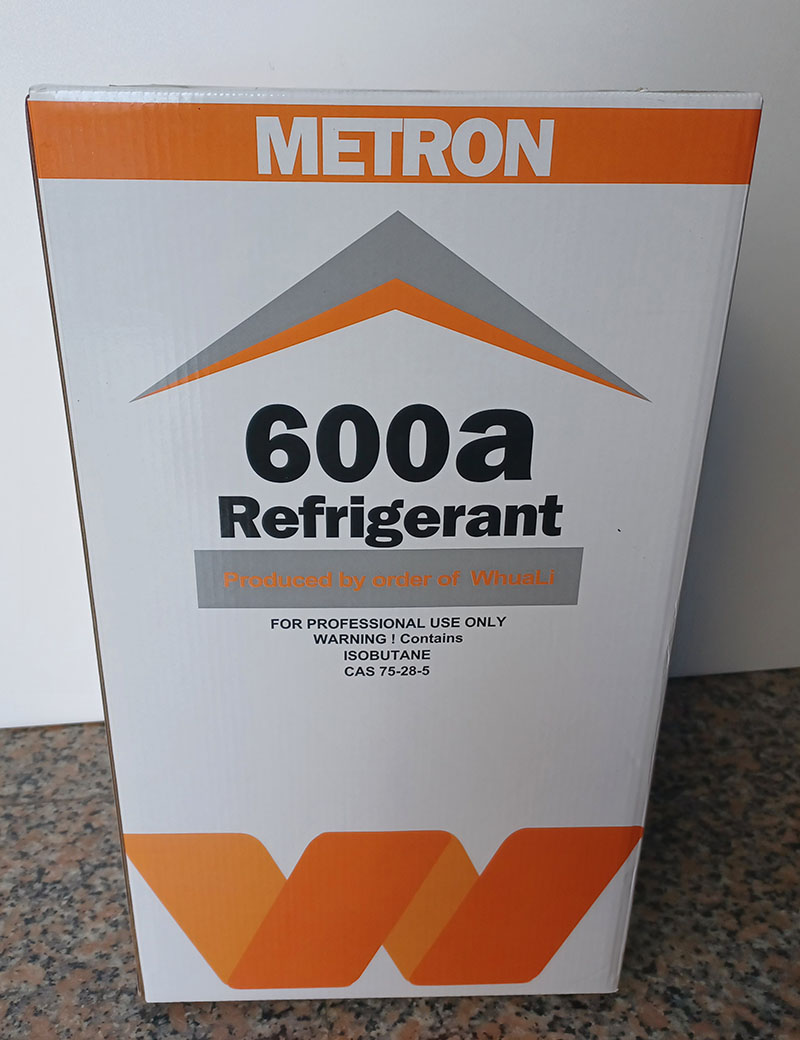 METRON
600a
Refrigerant
Produced by order of WhuaLi
FOR PROFESSIONAL USE ONLY
WARNING ! Contains
ISOBUTANE
CAS 75-28-5